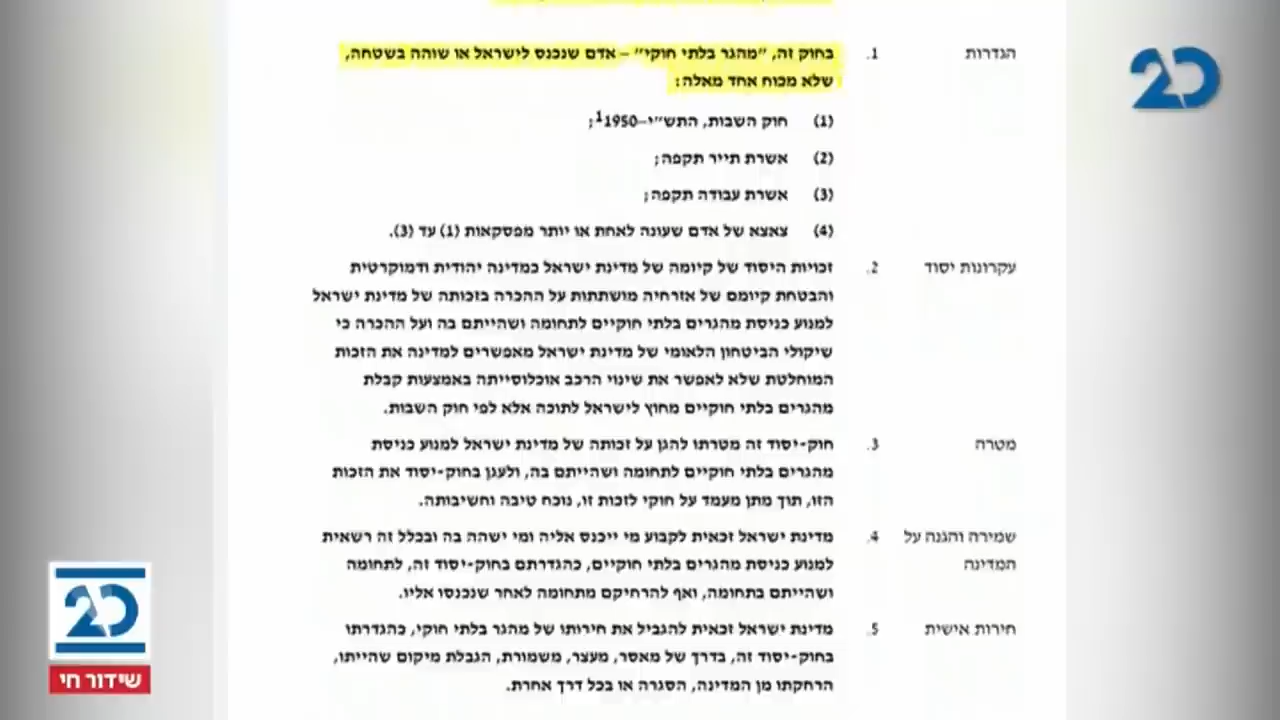 הגדרות .1 בחוק זה, "מהגר בלתי חוקי" – אדם שנכנס לישראל או שוהה בשטחה,
שלא מכוח אחד מאלה:
(1) חוק השבות, התש"י–1950¹;
(2) אשרת תייר תקפה;
(3) אשרת עבודה תקפה;
(4) צאצא של אדם שעונה לאחת או יותר מפסקאות (1) עד (3).
עקרונות יסוד .2 זכויות היסוד של קיומה של מדינת ישראל כמדינה יהודית ודמוקרטית
והבטחת קיומם של אזרחיה מושתתות על ההכרה בזכותה של מדינת ישראל
למנוע כניסת מהגרים בלתי חוקיים לתחומה ושהייתם בה ועל ההכרה כי
שיקולי הביטחון הלאומי של מדינת ישראל מאפשרים למדינה את הזכות
המוחלטת שלא לאפשר את שינוי הרכב אוכלוסייתה באמצעות קבלת
מהגרים בלתי חוקיים מחוץ לישראל לתוכה אלא לפי חוק השבות.
מטרה .3 חוק-יסוד זה מטרתו להגן על זכותה של מדינת ישראל למנוע כניסת
מהגרים בלתי חוקיים לתחומה ושהייתם בה, ולעגן בחוק-יסוד את הזכות
הזו, תוך מתן מעמד על חוקי לזכות זו, נוכח טיבה וחשיבותה.
שמירה והגנה על .4 מדינת ישראל זכאית לקבוע מי ייכנס אליה ומי ישהה בה ובכלל זה רשאית
המדינה למנוע כניסת מהגרים בלתי חוקיים, כהגדרתם בחוק-יסוד זה, לתחומה
ושהייתם בתחומה, ואף להרחיקם מתחומה לאחר שנכנסו אליו.
חירות אישית .5 מדינת ישראל זכאית להגביל את חירותו של מהגר בלתי חוקי, כהגדרתו
בחוק-יסוד זה, בדרך של מאסר, מעצר, משמורת, הגבלת מיקום שהייתו,
הרחקתו מן המדינה, הסגרה או בכל דרך אחרת.
20
20
שידור חי